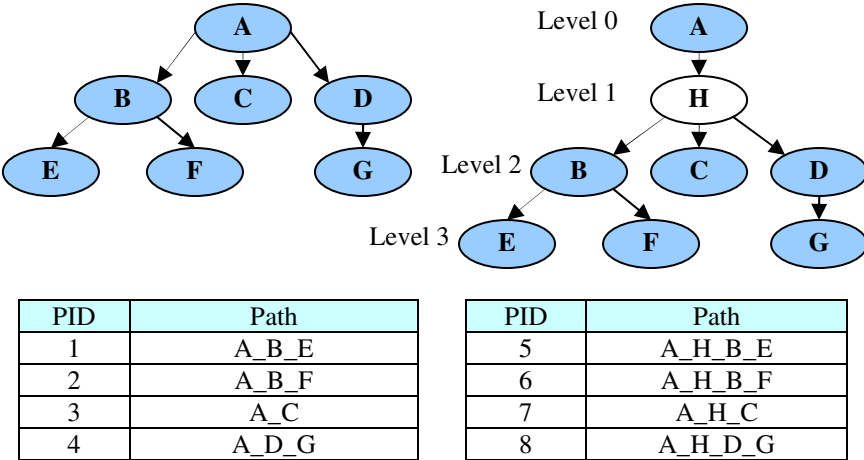 A
B C D
E F G
Level 0 A
Level 1 H
Level 2 B C D
Level 3 E F G
PID Path
1 A_B_E
2 A_B_F
3 A_C
4 A_D_G
PID Path
5 A_H_B_E
6 A_H_B_F
7 A_H_C
8 A_H_D_G